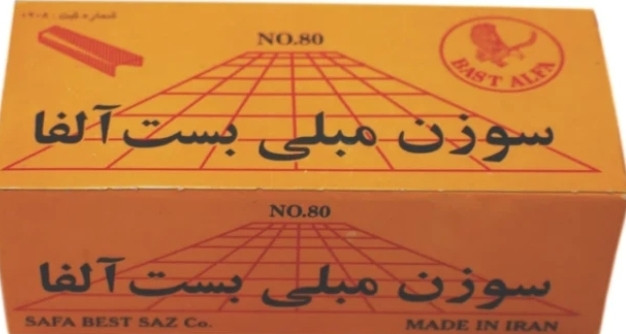 NO.80
BAST ALFA
سوزن مبلی بست آلفا
NO.80
سوزن مبلی بست آلفا
SAFA BEST SAZ Co.
MADE IN IRAN